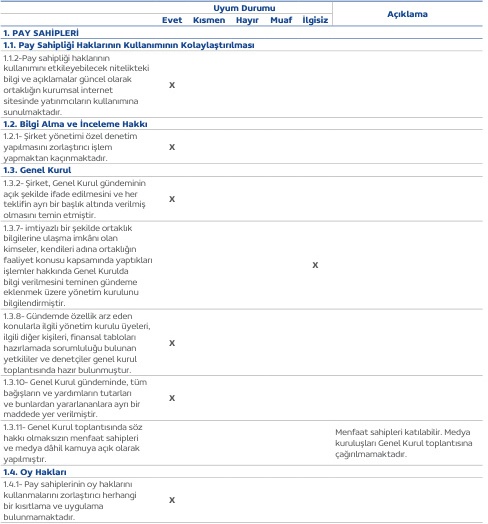 Uyum Durumu
Evet Kısmen Hayır Muaf İlgisiz Açıklama
1. PAY SAHİPLERİ
1.1. Pay Sahipliği Haklarının Kullanımının Kolaylaştırılması
1.1.2-Pay sahipliği haklarının
kullanımını etkileyebilecek nitelikteki
bilgi ve açıklamalar güncel olarak
ortaklığın kurumsal internet
sitesinde yatırımcıların kullanımına
sunulmaktadır.
X
1.2. Bilgi Alma ve İnceleme Hakkı
1.2.1- Şirket yönetimi özel denetim
yapılmasını zorlaştırıcı işlem
yapmaktan kaçınmaktadır.
X
1.3. Genel Kurul
1.3.2- Şirket, Genel Kurul gündeminin
açık şekilde ifade edilmesini ve her
teklifin ayrı bir başlık altında verilmiş
olmasını temin etmiştir.
X
1.3.7- imtiyazlı bir şekilde ortaklık
bilgilerine ulaşma imkânı olan
kimseler, kendileri adına ortaklığın
faaliyet konusu kapsamında yaptıkları
işlemler hakkında Genel Kurulda
bilgi verilmesini teminen gündeme
eklenmek üzere yönetim kurulunu
bilgilendirmiştir.
X
1.3.8- Gündemde özellik arz eden
konularla ilgili yönetim kurulu üyeleri,
ilgili diğer kişileri, finansal tabloları
hazırlamada sorumluluğu bulunan
yetkililer ve denetçiler genel kurul
toplantısında hazır bulunmuştur.
X
1.3.10- Genel Kurul gündeminde, tüm
bağışların ve yardımların tutarları
ve bunlardan yararlananlara ayrı bir
maddede yer verilmiştir.
X
1.3.11- Genel Kurul toplantısında söz
hakkı olmaksızın menfaat sahipleri
ve medya dâhil kamuya açık olarak
yapılmıştır.
Menfaat sahipleri katılabilir. Medya
kuruluşları Genel Kurul toplantısına
çağırılmamaktadır.
1.4. Oy Hakları
1.4.1- Pay sahiplerinin oy haklarını
kullanmalarını zorlaştırıcı herhangi
bir kısıtlama ve uygulama
bulunmamaktadır.
X